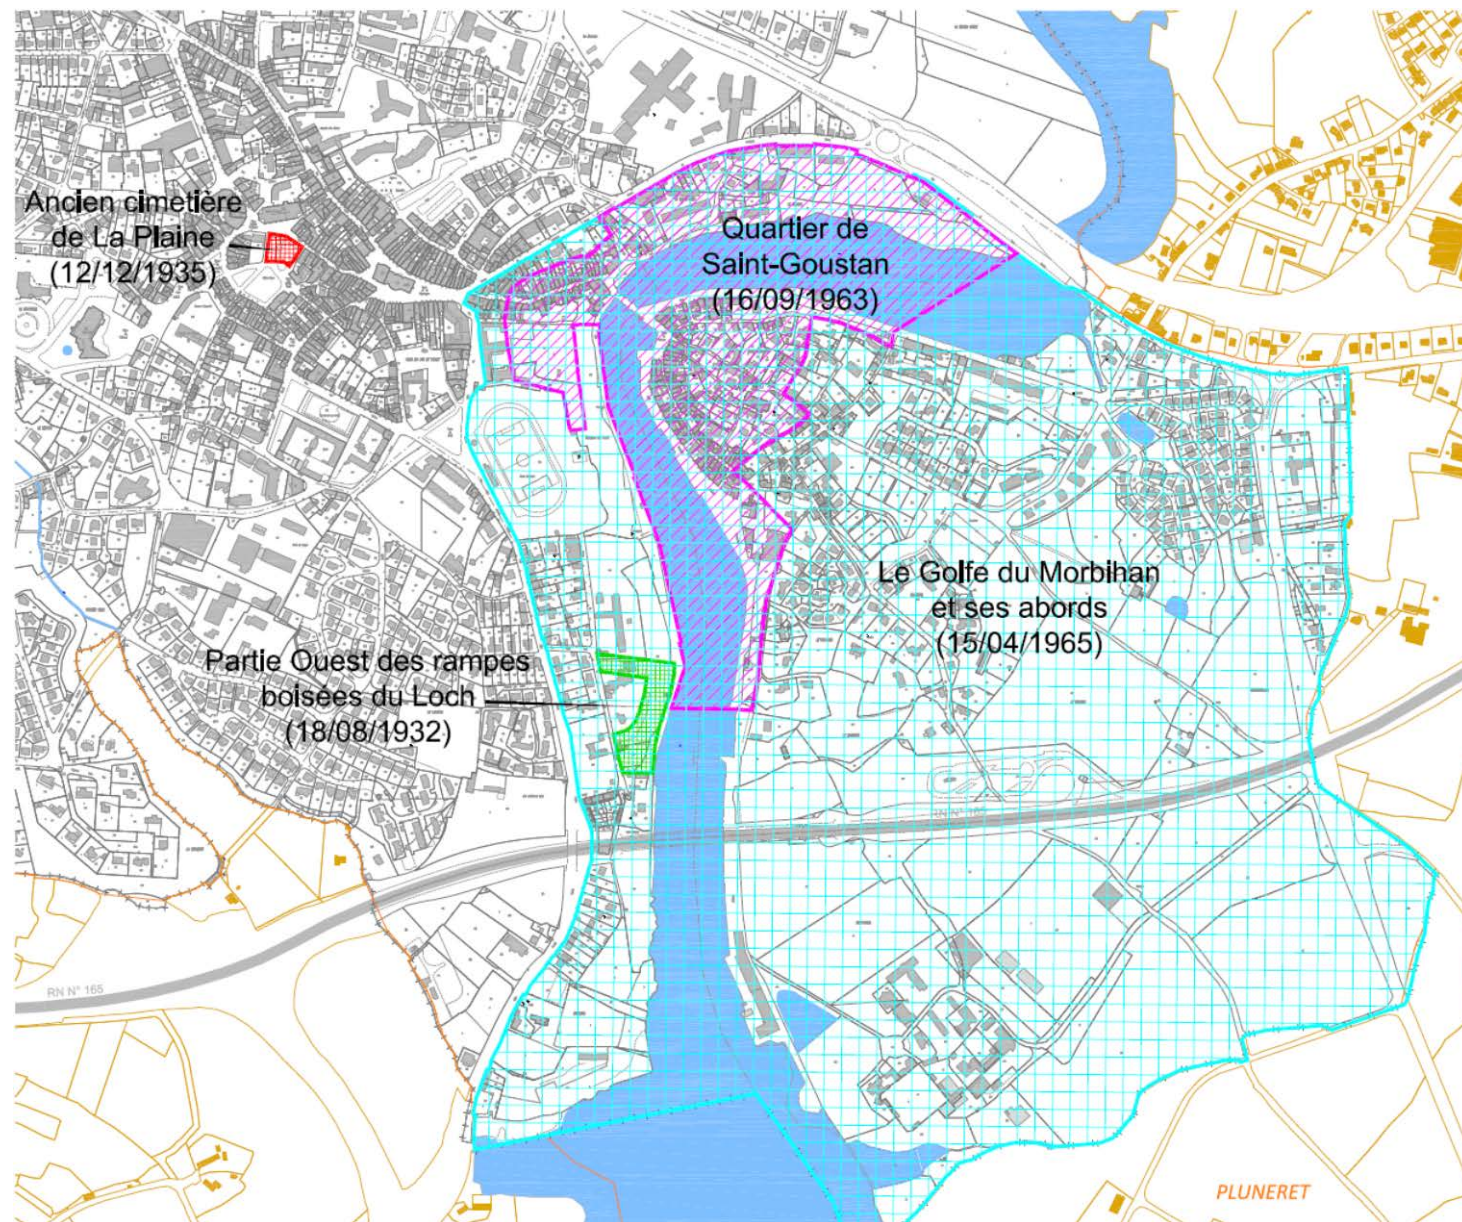 Ancien cimetière
de La Plaine
(12/12/1935)
Quartier de
Saint-Goustan
(16/09/1963)
Le Golfe du Morbihan
et ses abords
(15/04/1965)
Partie Ouest des rampes
boisées du Loch
(18/08/1932)
RN N° 165
PLUNERET